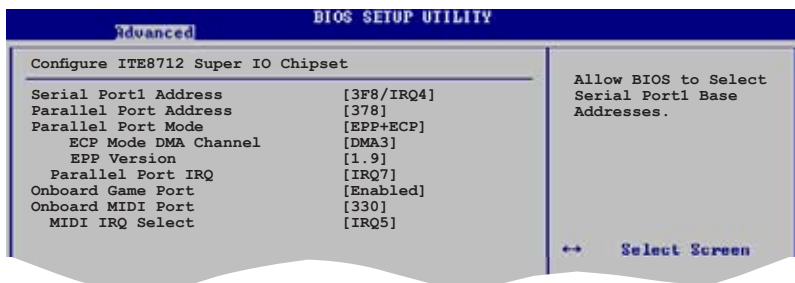 BIOS SETUP UTILITY
Advanced
Configure ITE8712 Super IO Chipset
Serial Port1 Address [3F8/IRQ4]
Parallel Port Address [378]
Parallel Port Mode [EPP+ECP]
ECP Mode DMA Channel [DMA3]
EPP Version [1.9]
Parallel Port IRQ [IRQ7]
Onboard Game Port [Enabled]
Onboard MIDI Port [330]
MIDI IRQ Select [IRQ5]
Allow BIOS to Select
Serial Port1 Base
Addresses.
↔ Select Screen